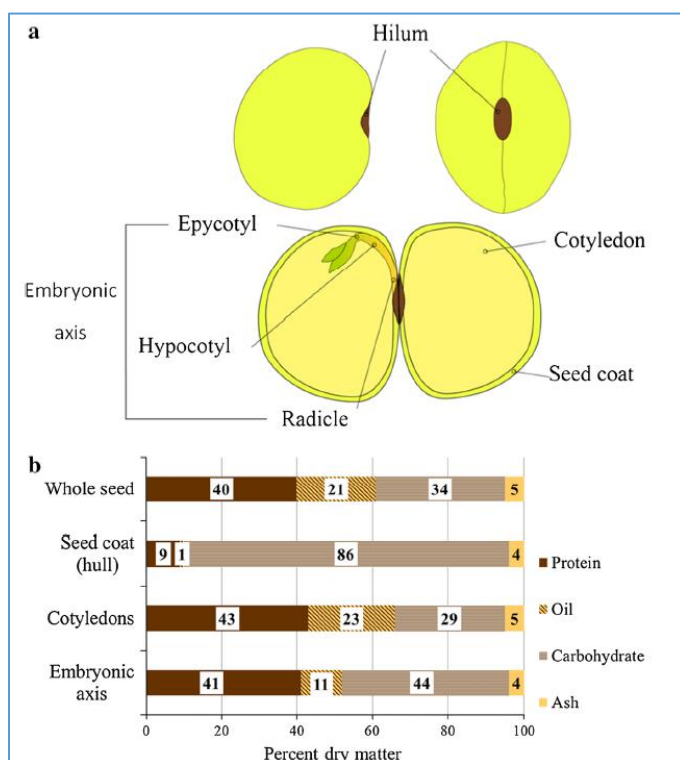 a
Hilum
Epycotyl
Cotyledon
Embryonic
axis
Hypocotyl
Seed coat
Radicle
b
Whole seed
40
21
34
5
Seed coat
(hull)
9
1
86
4
Cotyledons
43
23
29
5
Embryonic
axis
41
11
44
4
Protein
Oil
Carbohydrate
Ash
0
20
40
60
80
100
Percent dry matter